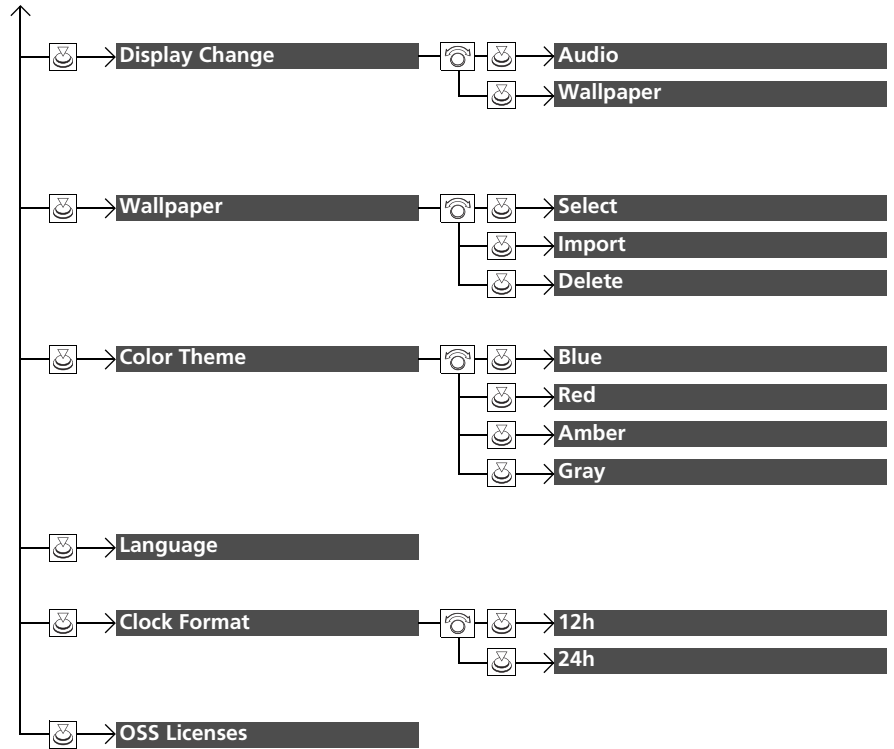 Display Change
Audio
Wallpaper
Wallpaper
Select
Import
Delete
Color Theme
Blue
Red
Amber
Gray
Language
Clock Format
12h
24h
OSS Licenses